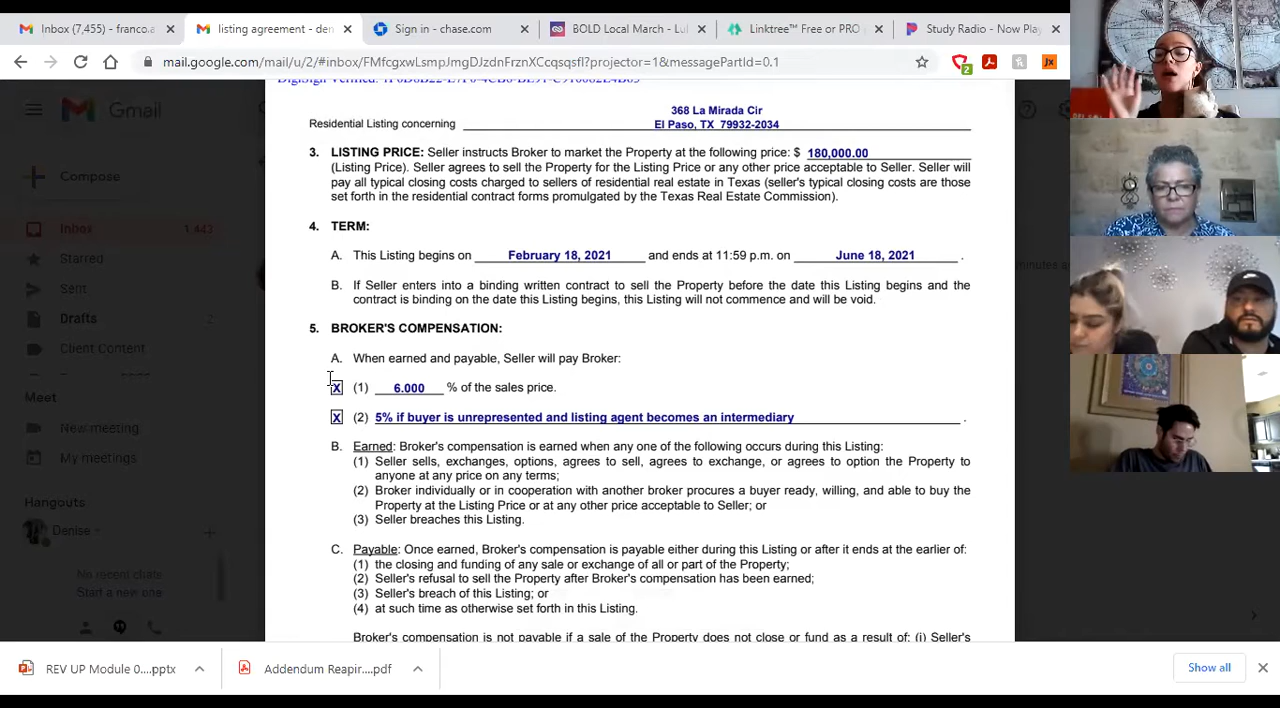 Inbox (7,455) - franco.a
listing agreement - den
Sign in - chase.com
BOLD Local March - Lu
Linktree™ Free or PRO
Study Radio - Now Play
mail.google.com/mail/u/2/#inbox/FMfcgxwLsmpJmgDJzdnFrznXCcqsqsfl?projector=1&messagePartId=0.1
Gmail
Compose
Inbox 1,443
Starred
Sent
Drafts 2
Client Content
Meet
New meeting
My meetings
Hangouts
Denise
No recent chats
Start a new one
368 La Mirada Cir
Residential Listing concerning El Paso, TX 79932-2034
3. LISTING PRICE: Seller instructs Broker to market the Property at the following price: $ 180,000.00
(Listing Price). Seller agrees to sell the Property for the Listing Price or any other price acceptable to Seller. Seller will
pay all typical closing costs charged to sellers of residential real estate in Texas (seller's typical closing costs are those
set forth in the residential contract forms promulgated by the Texas Real Estate Commission).
4. TERM:
A. This Listing begins on February 18, 2021 and ends at 11:59 p.m. on June 18, 2021 .
B. If Seller enters into a binding written contract to sell the Property before the date this Listing begins and the
contract is binding on the date this Listing begins, this Listing will not commence and will be void.
5. BROKER'S COMPENSATION:
A. When earned and payable, Seller will pay Broker:
X (1) 6.000 % of the sales price.
X (2) 5% if buyer is unrepresented and listing agent becomes an intermediary .
B. Earned: Broker's compensation is earned when any one of the following occurs during this Listing:
(1) Seller sells, exchanges, options, agrees to sell, agrees to exchange, or agrees to option the Property to
anyone at any price on any terms;
(2) Broker individually or in cooperation with another broker procures a buyer ready, willing, and able to buy the
Property at the Listing Price or at any other price acceptable to Seller; or
(3) Seller breaches this Listing.
C. Payable: Once earned, Broker's compensation is payable either during this Listing or after it ends at the earlier of:
(1) the closing and funding of any sale or exchange of all or part of the Property;
(2) Seller's refusal to sell the Property after Broker's compensation has been earned;
(3) Seller's breach of this Listing; or
(4) at such time as otherwise set forth in this Listing.
Broker's compensation is not payable if a sale of the Property does not close or fund as a result of: (i) Seller's
REV UP Module 0....pptx
Addendum Reapir....pdf
Show all